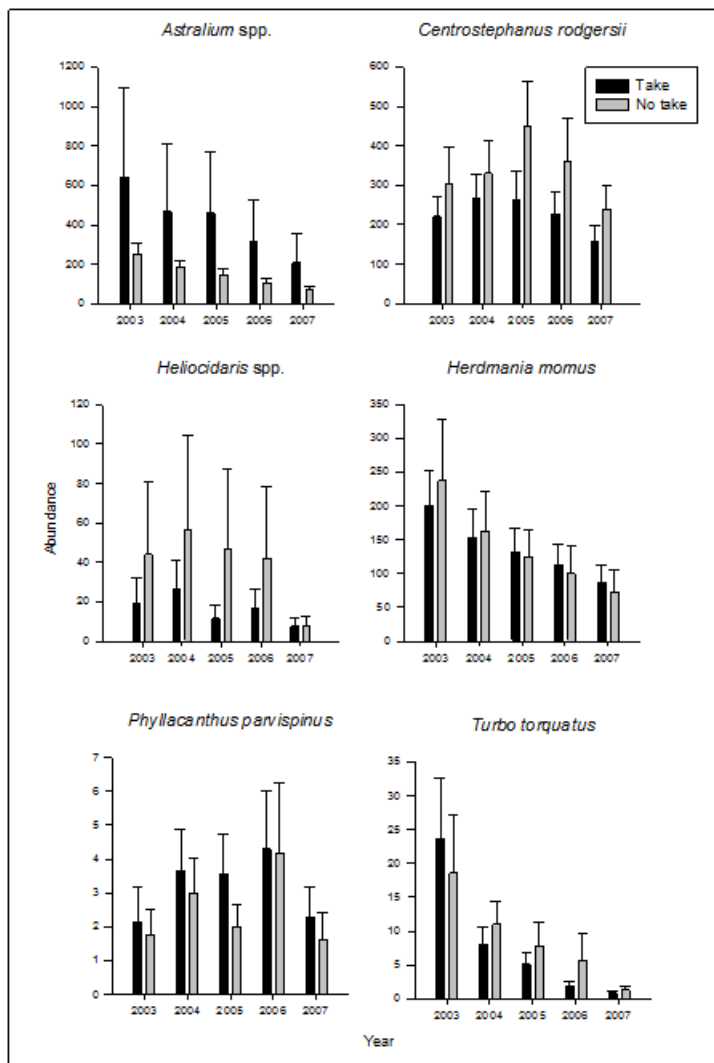 Astralium spp.
Centrostephanus rodgersii
1200
1000
800
600
400
200
0
2003 2004 2005 2006 2007
600
500
400
300
200
100
0
2003 2004 2005 2006 2007
Take
No take
Heliocidaris spp.
Herdmania momus
Abundance
120
100
80
60
40
20
0
2003 2004 2005 2006 2007
350
300
250
200
150
100
50
0
2003 2004 2005 2006 2007
Phyllacanthus parvispinus
Turbo torquatus
7
6
5
4
3
2
1
0
2003 2004 2005 2006 2007
35
30
25
20
15
10
5
0
2003 2004 2005 2006 2007
Year